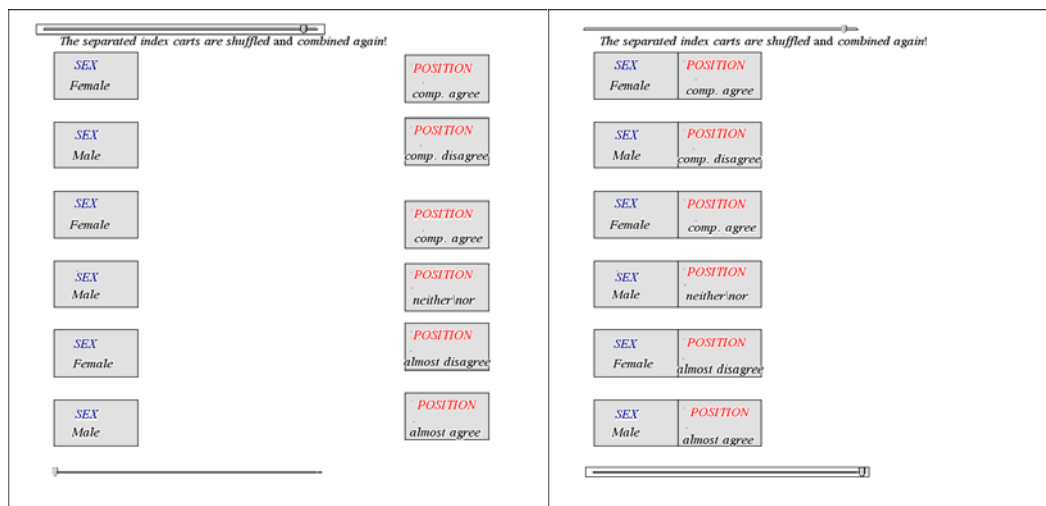 The separated index carts are shuffled and combined again!
SEX
Female
POSITION
comp. agree
SEX
Male
POSITION
comp. disagree
SEX
Female
POSITION
comp. agree
SEX
Male
POSITION
neither\nor
SEX
Female
POSITION
almost disagree
SEX
Male
POSITION
almost agree
The separated index carts are shuffled and combined again!
SEX
Female
POSITION
comp. agree
SEX
Male
POSITION
comp. disagree
SEX
Female
POSITION
comp. agree
SEX
Male
POSITION
neither\nor
SEX
Female
POSITION
almost disagree
SEX
Male
POSITION
almost agree